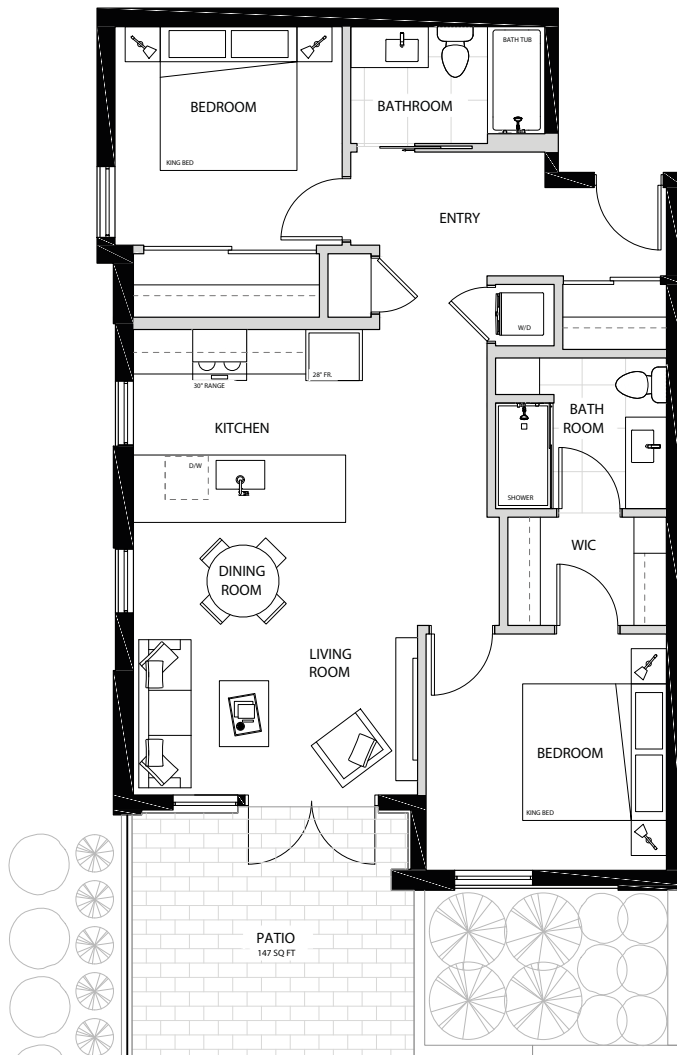 BATH TUB
BEDROOM
BATHROOM
KING BED
ENTRY
W/D
30" RANGE
28" FR.
BATH
ROOM
KITCHEN
D/W
SHOWER
WIC
DINING
ROOM
LIVING
ROOM
BEDROOM
KING BED
PATIO
147 SQ FT